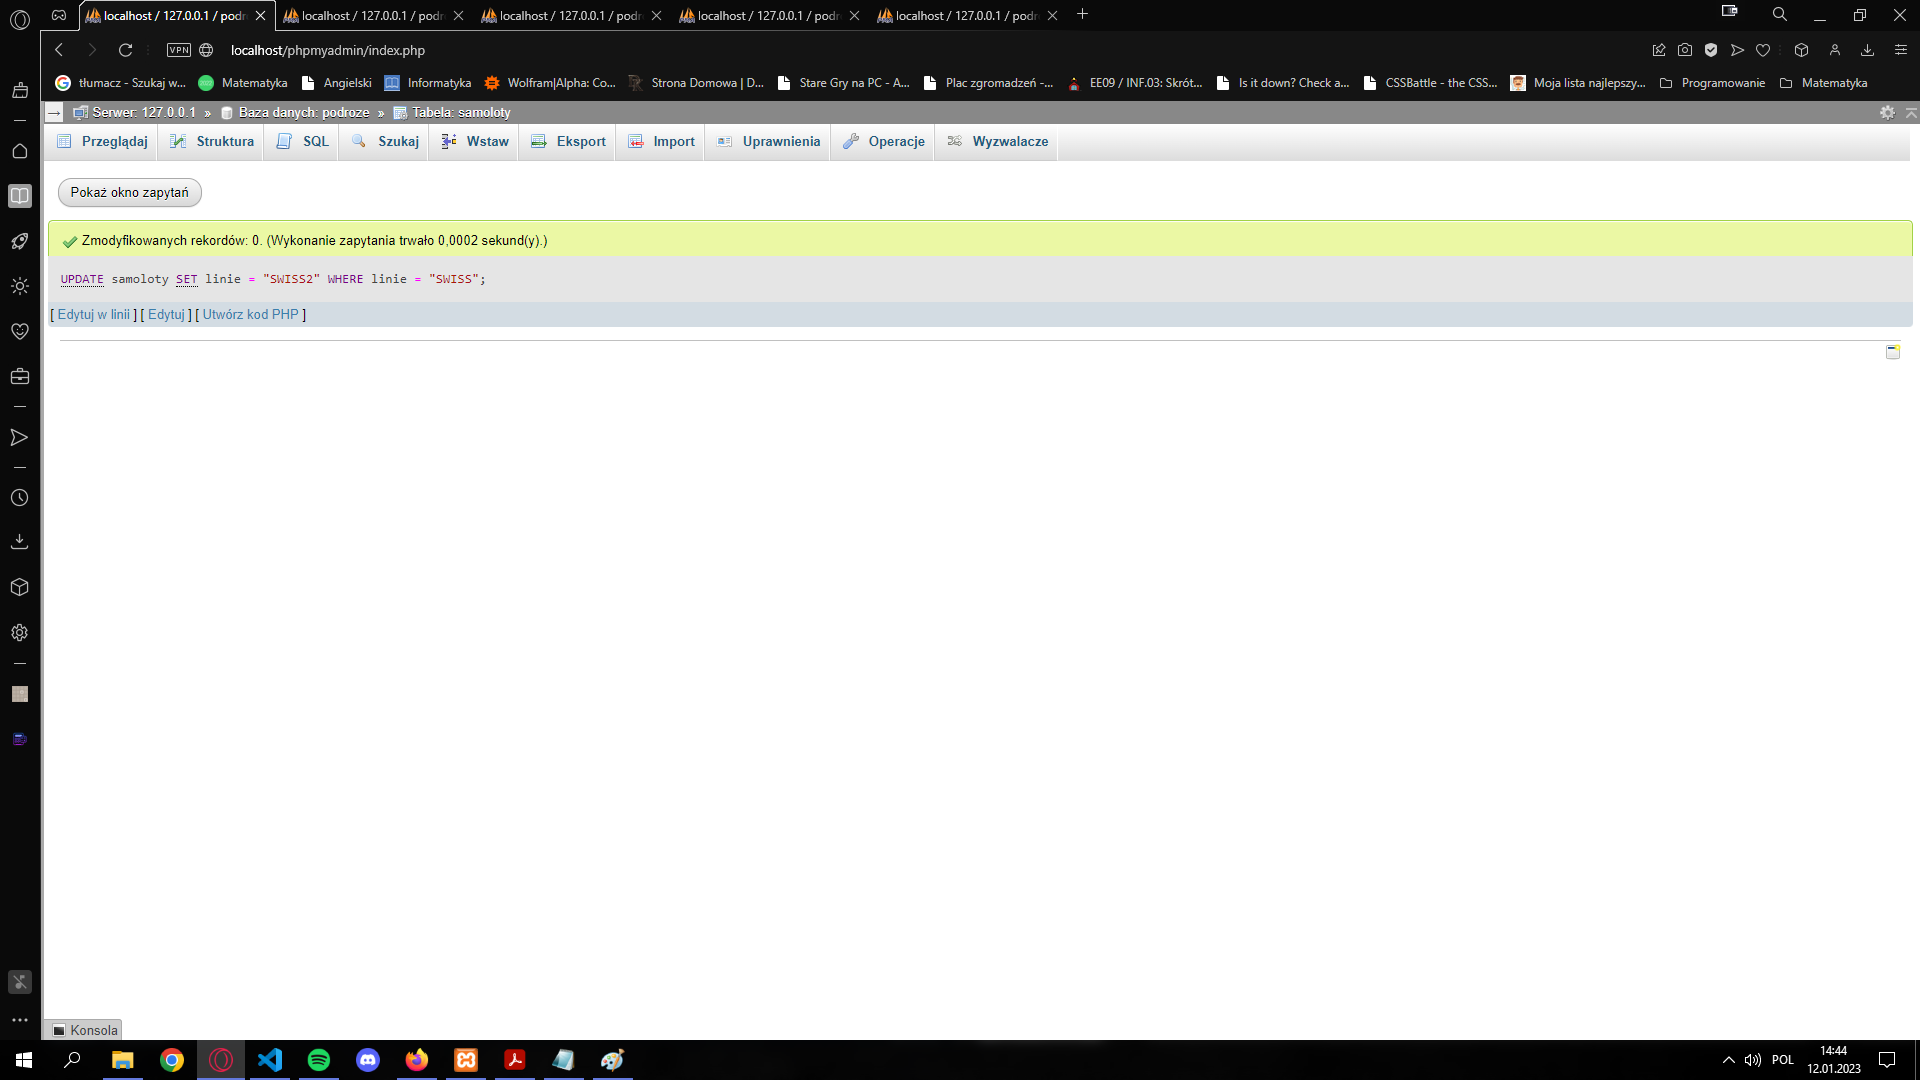 localhost / 127.0.0.1 / podr
localhost / 127.0.0.1 / podr
localhost / 127.0.0.1 / podr
localhost / 127.0.0.1 / podr
localhost / 127.0.0.1 / podr
VPN
localhost/phpmyadmin/index.php
tłumacz - Szukaj w...
Matematyka
Angielski
Informatyka
Wolfram|Alpha: Co...
Strona Domowa | D...
Stare Gry na PC - A...
Plac zgromadzeń -...
EE09 / INF.03: Skrót...
Is it down? Check a...
CSSBattle - the CSS...
Moja lista najlepszy...
Programowanie
Matematyka
Serwer: 127.0.0.1 » Baza danych: podroze » Tabela: samoloty
Przeglądaj
Struktura
SQL
Szukaj
Wstaw
Eksport
Import
Uprawnienia
Operacje
Wyzwalacze
Pokaż okno zapytań
Zmodyfikowanych rekordów: 0. (Wykonanie zapytania trwało 0,0002 sekund(y).)
UPDATE samoloty SET linie = "SWISS2" WHERE linie = "SWISS";
[ Edytuj w linii ] [ Edytuj ] [ Utwórz kod PHP ]
Konsola
POL
14:44
12.01.2023